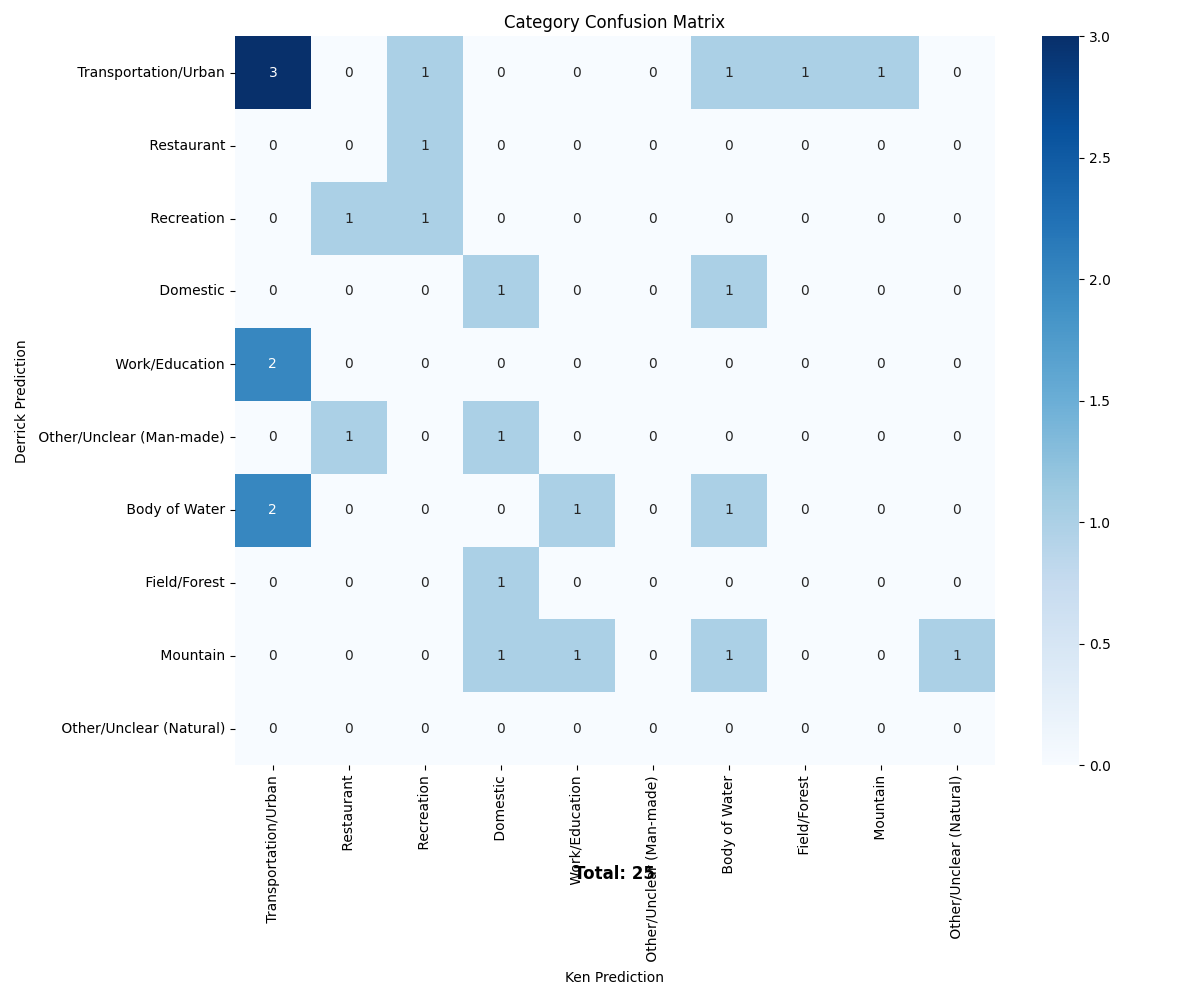 Category Confusion Matrix
Transportation/Urban 3 0 1 0 0 0 1 1 1 0
Restaurant 0 0 1 0 0 0 0 0 0 0
Recreation 0 1 1 0 0 0 0 0 0 0
Domestic 0 0 0 1 0 0 1 0 0 0
Work/Education 2 0 0 0 0 0 0 0 0 0
Other/Unclear (Man-made) 0 1 0 1 0 0 0 0 0 0
Body of Water 2 0 0 0 1 0 1 0 0 0
Field/Forest 0 0 0 1 0 0 0 0 0 0
Mountain 0 0 0 1 1 0 1 0 0 1
Other/Unclear (Natural) 0 0 0 0 0 0 0 0 0 0
Derrick Prediction
Transportation/Urban
Restaurant
Recreation
Domestic
Work/Education
Other/Unclear (Man-made)
Body of Water
Field/Forest
Mountain
Other/Unclear (Natural)
Total: 25
Ken Prediction
3.0
2.5
2.0
1.5
1.0
0.5
0.0